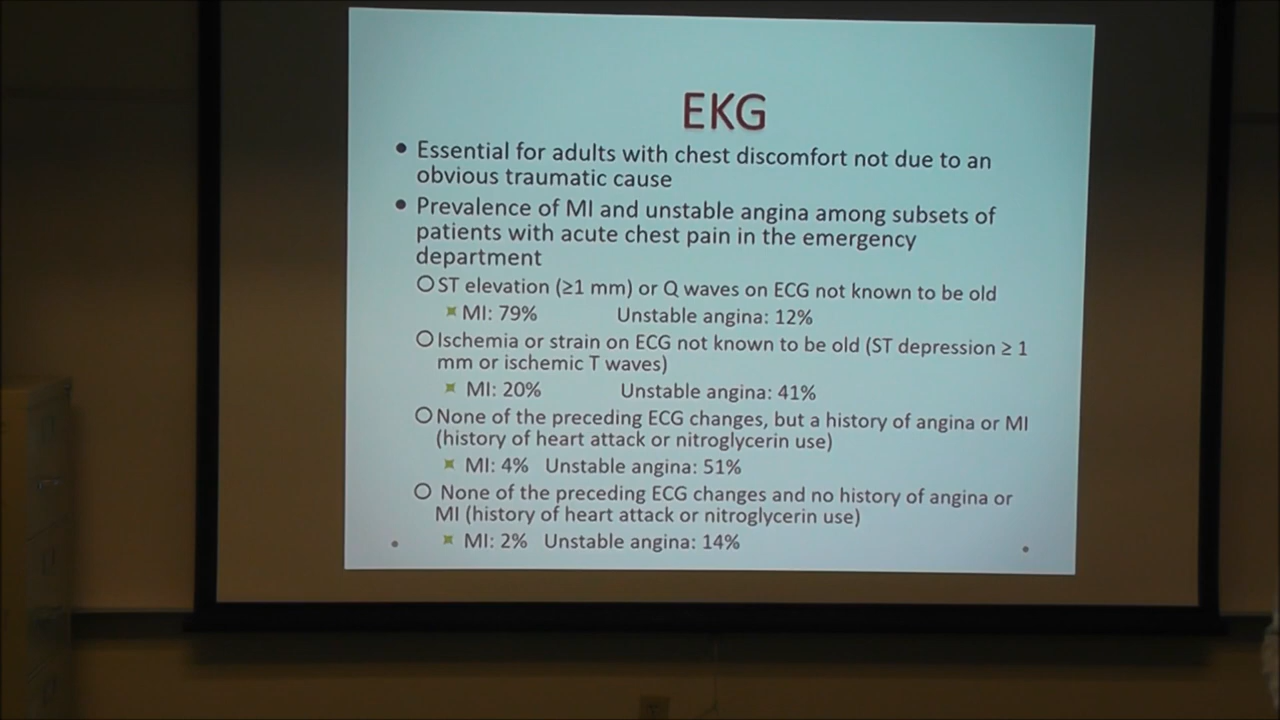 EKG
• Essential for adults with chest discomfort not due to an
obvious traumatic cause
• Prevalence of MI and unstable angina among subsets of
patients with acute chest pain in the emergency
department
○ ST elevation (≥1 mm) or Q waves on ECG not known to be old
MI: 79% Unstable angina: 12%
○ Ischemia or strain on ECG not known to be old (ST depression ≥ 1
mm or ischemic T waves)
MI: 20% Unstable angina: 41%
○ None of the preceding ECG changes, but a history of angina or MI
(history of heart attack or nitroglycerin use)
MI: 4% Unstable angina: 51%
○ None of the preceding ECG changes and no history of angina or
MI (history of heart attack or nitroglycerin use)
MI: 2% Unstable angina: 14%